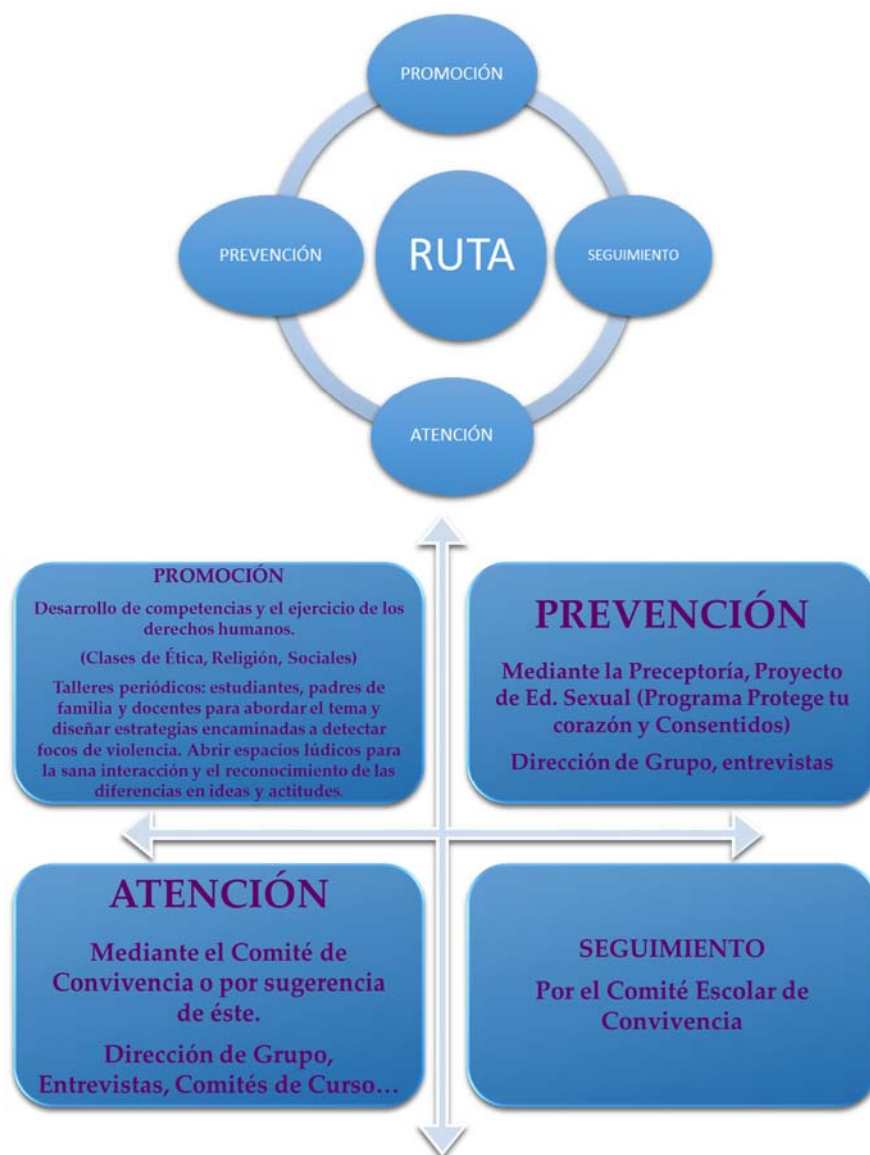 PROMOCIÓN
PREVENCIÓN
RUTA
SEGUIMIENTO
ATENCIÓN
PROMOCIÓN
Desarrollo de competencias y el ejercicio de los
derechos humanos.
(Clases de Ética, Religión, Sociales)
Talleres periódicos: estudiantes, padres de
familia y docentes para abordar el tema y
diseñar estrategias encaminadas a detectar
focos de violencia. Abrir espacios lúdicos para
la sana interacción y el reconocimiento de las
diferencias en ideas y actitudes.
PREVENCIÓN
Mediante la Preceptoría, Proyecto
de Ed. Sexual (Programa Protege tu
corazón y Consentidos)
Dirección de Grupo, entrevistas
ATENCIÓN
Mediante el Comité de
Convivencia o por sugerencia
de éste.
Dirección de Grupo,
Entrevistas, Comités de Curso…
SEGUIMIENTO
Por el Comité Escolar de
Convivencia